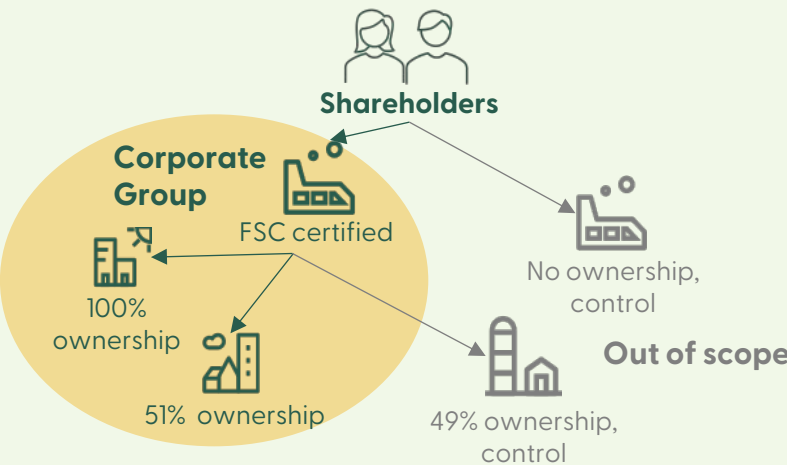 Shareholders
Corporate
Group
FSC certified
100%
ownership
51% ownership
No ownership,
control
Out of scope
49% ownership,
control